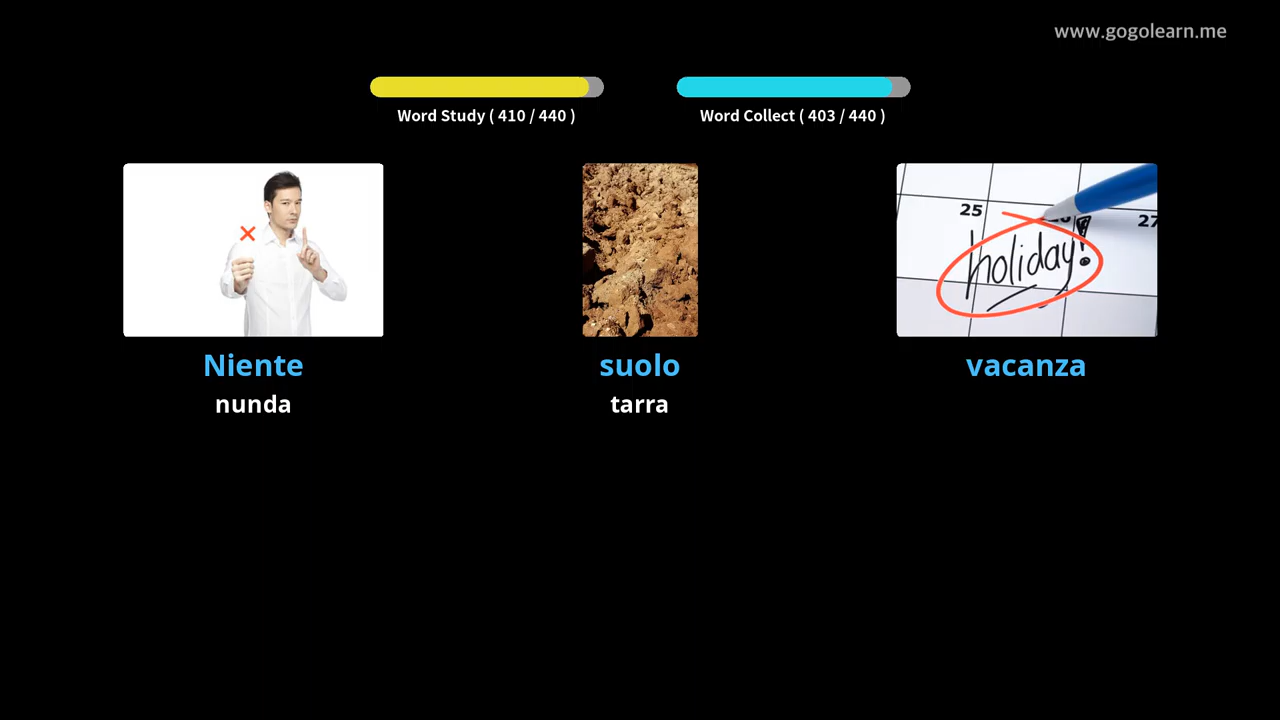 www.gogolearn.me
Word Study ( 410 / 440 )
Word Collect ( 403 / 440 )
25
27
holiday!
Niente
suolo
vacanza
nunda
tarra